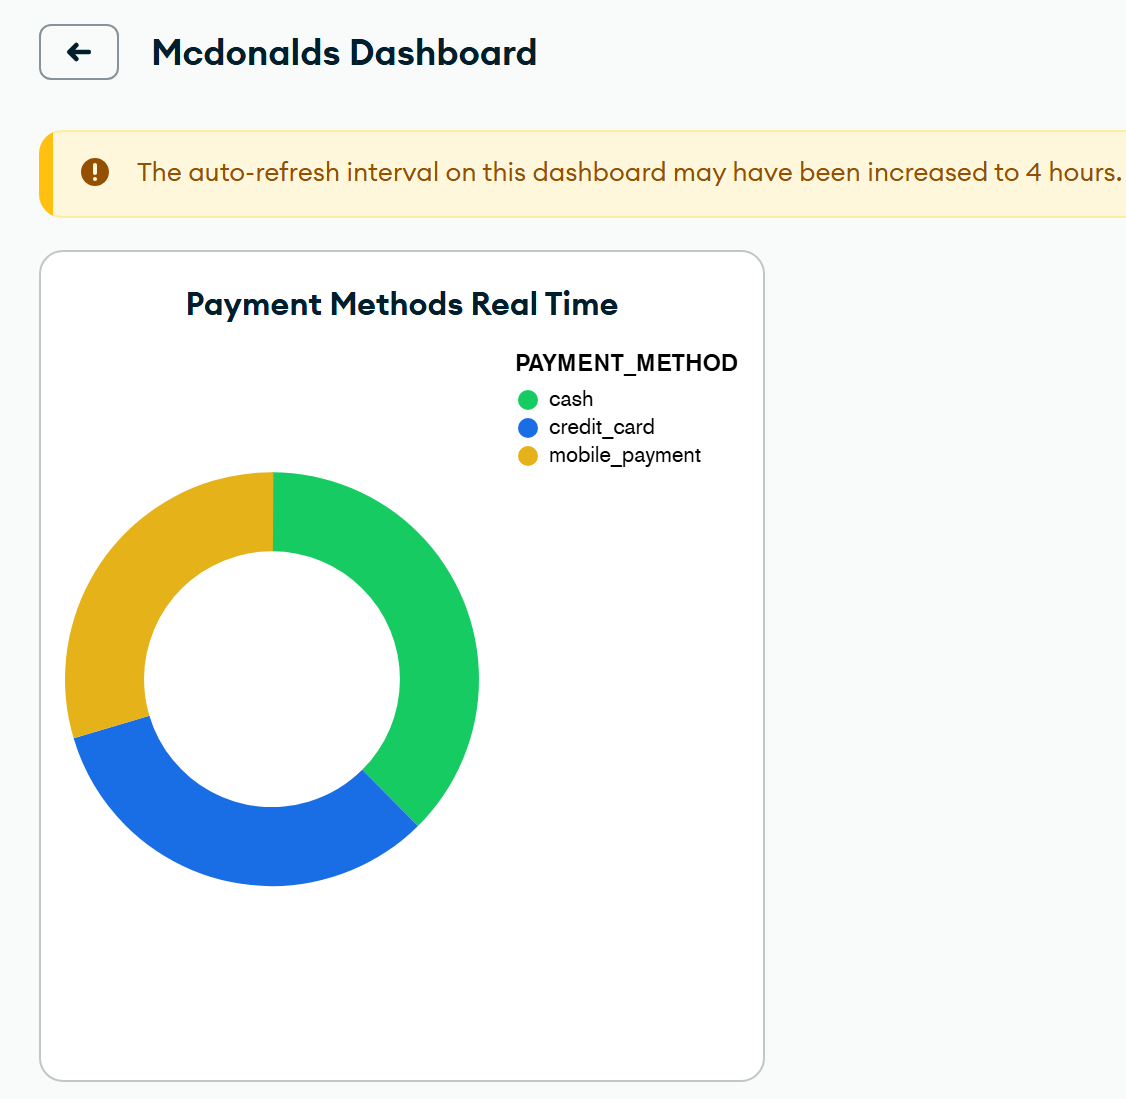 Mcdonalds Dashboard
The auto-refresh interval on this dashboard may have been increased to 4 hours.
Payment Methods Real Time
PAYMENT_METHOD
cash
credit_card
mobile_payment